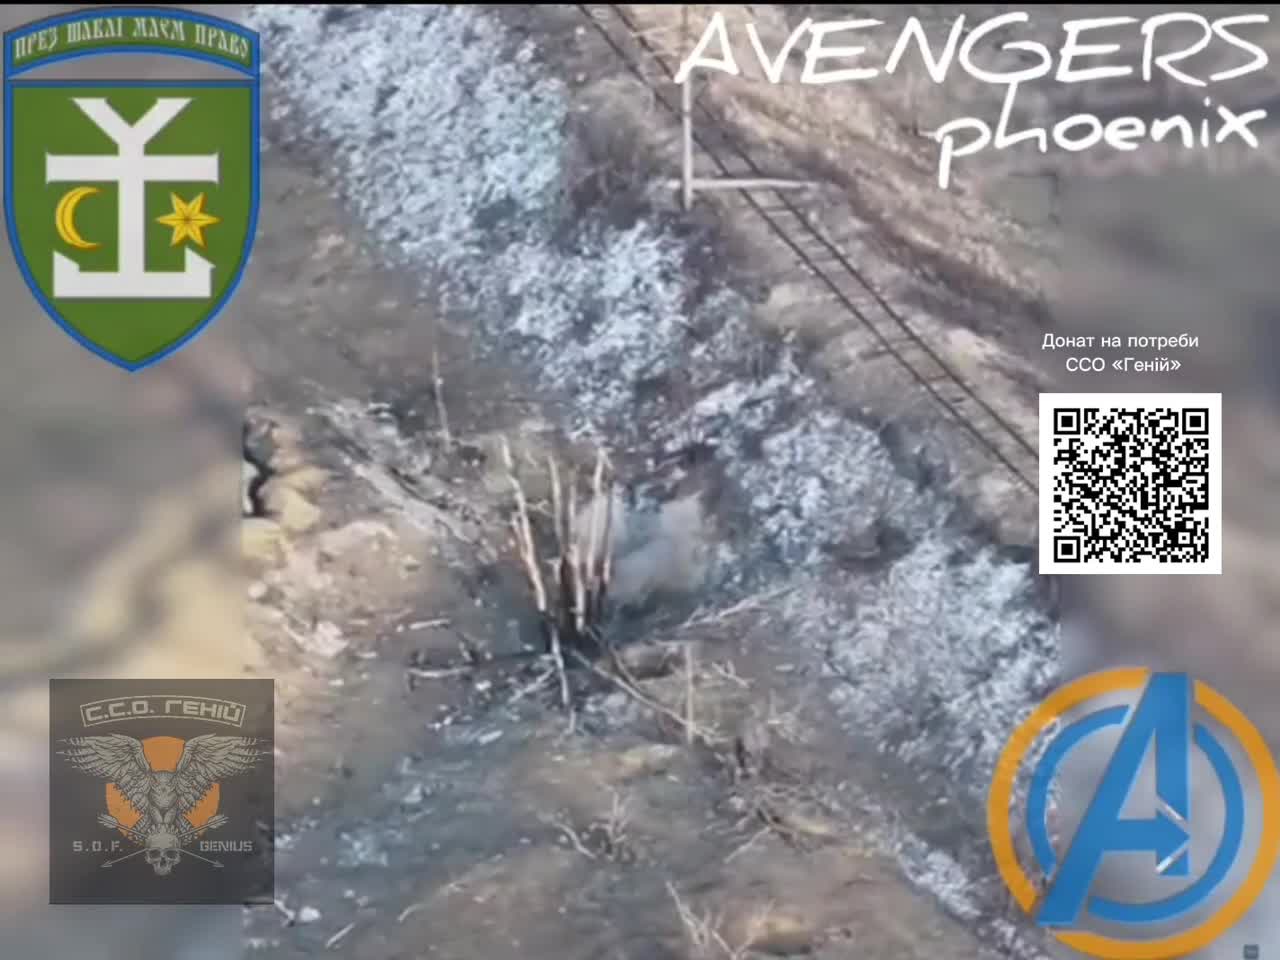 ПРЕЗ ШАБЛІ МАЄМ ПРАВО
AVENGERS
phoenix
Донат на потреби
ССО «Геній»
С.С.О. ГЕНІЙ
S.O.F. GENIUS